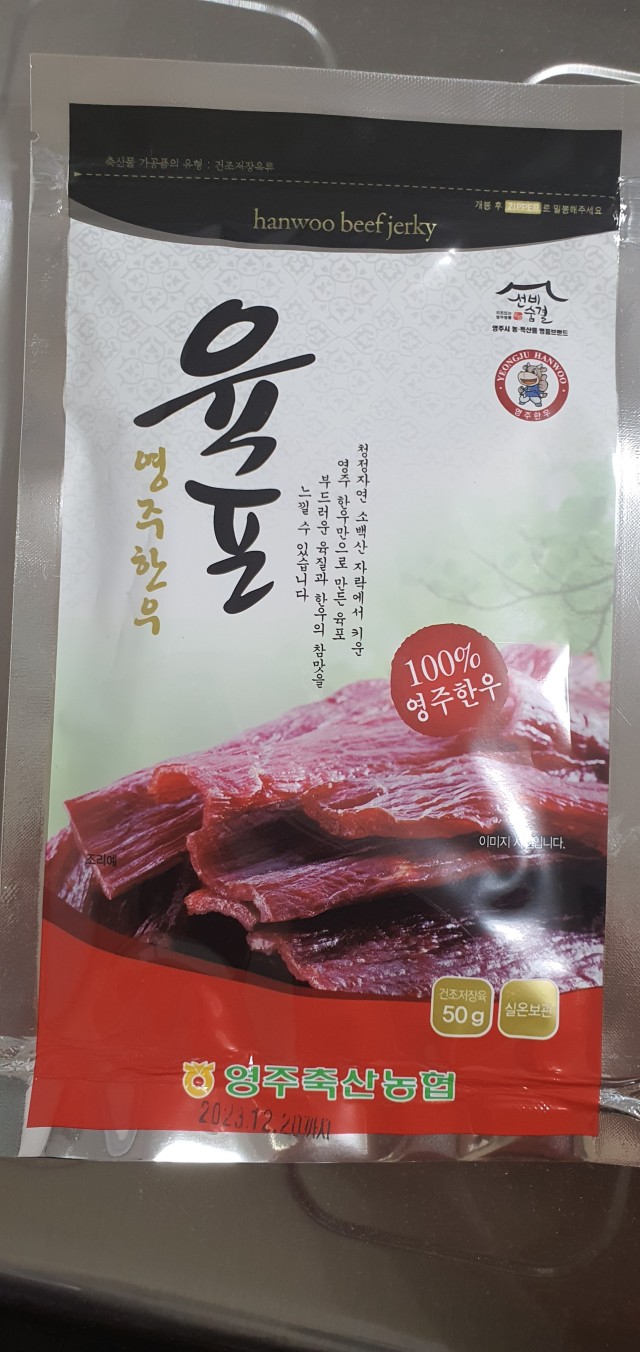 축산물 가공품의 유형 : 건조저장육류
개봉 후 ZIPPER로 밀봉해주세요
hanwoo beef jerky
선비
숨결
영주시 농·특산물 명품브랜드
YEONGJU HANWOO
영주한우
육포
영주한우
청정자연 소백산 자락에서 키운
영주 한우만으로 만든 육포
부드러운 육질과 한우의 참맛을
느낄 수 있습니다
100%
영주한우
조리예
이미지 입니다.
건조저장육
50g
실온보관
영주축산농협
2023.12.20까지